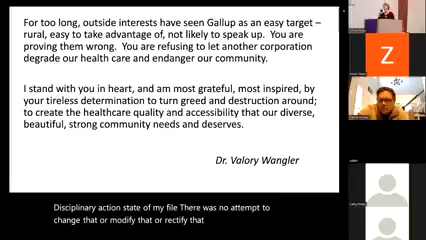 For too long, outside interests have seen Gallup as an easy target –
rural, easy to take advantage of, not likely to speak up.  You are
proving them wrong.  You are refusing to let another corporation
degrade our health care and endanger our community.
I stand with you in heart, and am most grateful, most inspired, by
your tireless determination to turn greed and destruction around;
to create the healthcare quality and accessibility that our diverse,
beautiful, strong community needs and deserves.
Dr. Valory Wangler
Z
Disciplinary action state of my file There was no attempt to
change that or modify that or rectify that